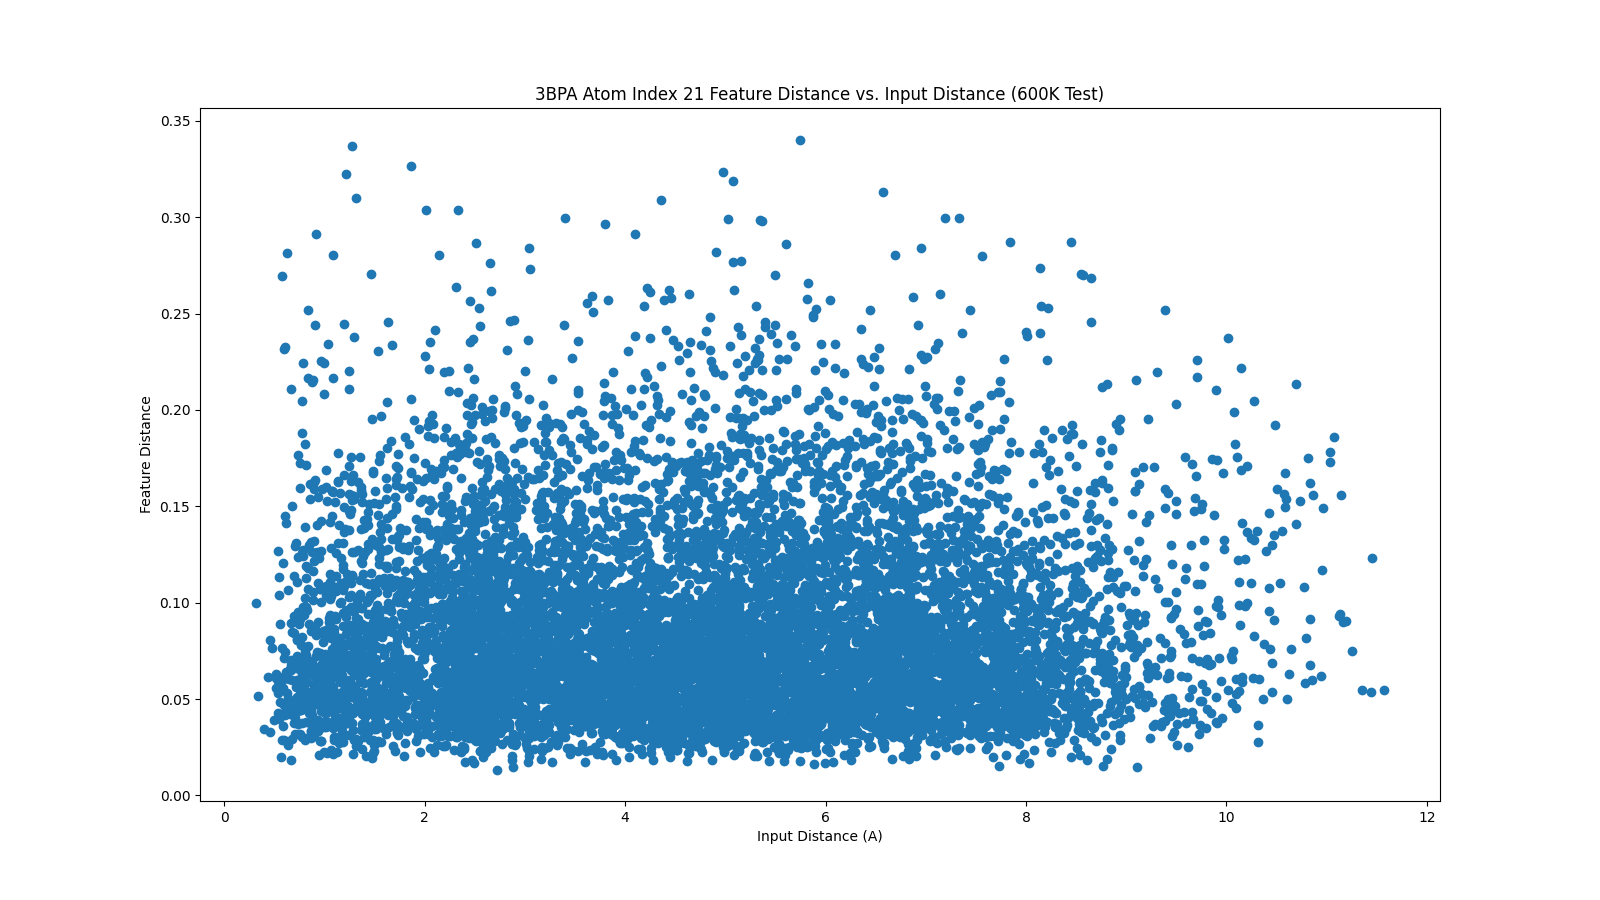 3BPA Atom Index 21 Feature Distance vs. Input Distance (600K Test)
0.35
0.30
0.25
0.20
0.15
0.10
0.05
0.00
Feature Distance
0 2 4 6 8 10 12
Input Distance (A)